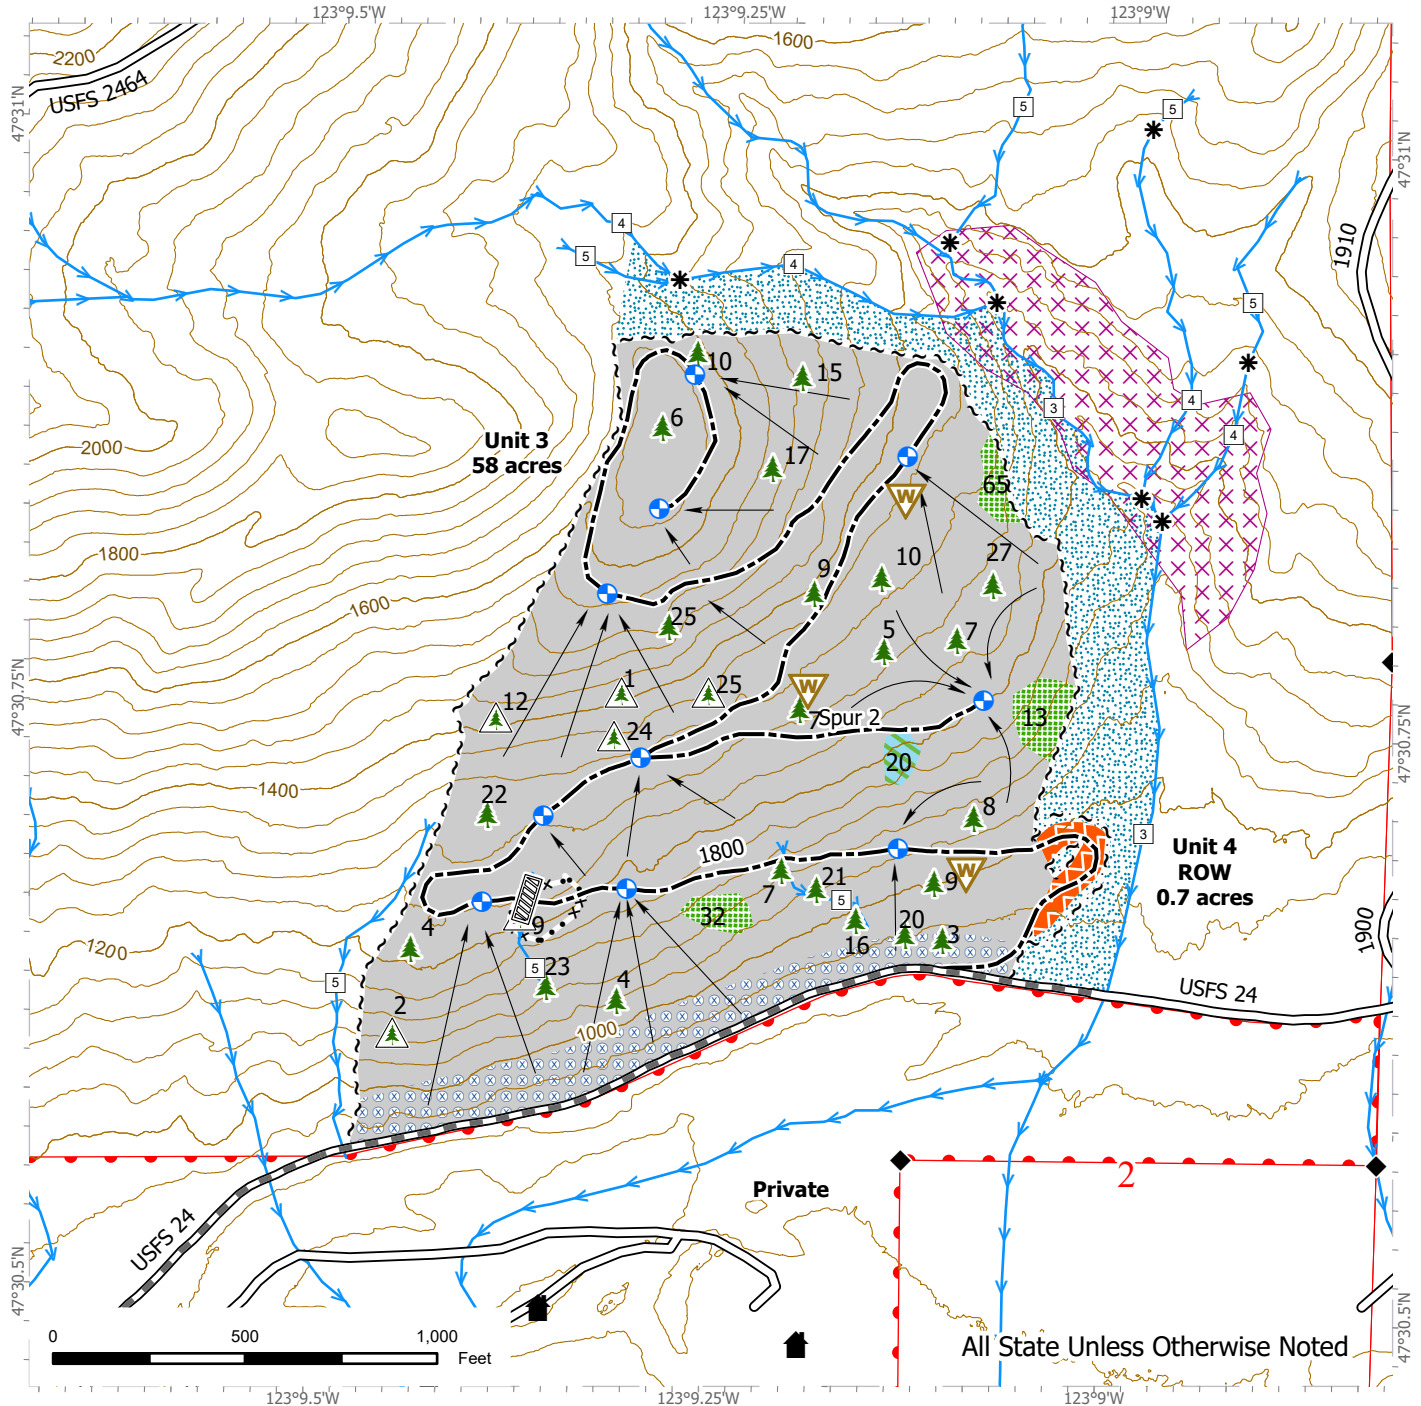 123°9.5'W
123°9.25'W
123°9'W
2200
USFS 2464
1600
5
5
47°31'N
47°31'N
4
5
4
1910
5
3
4
4
10
15
6
17
Unit 3
58 acres
2000
65
1800
9
10
27
1600
25
5
7
1
25
12
7
Spur 2
13
24
20
47°30.75'N
47°30.75'N
1400
22
8
1800
3
Unit 4
ROW
0.7 acres
7
21
5
9
32
4
9
16
20
3
1900
1200
5
5
23
4
2
1000
USFS 24
Private
2
USFS 24
47°30.5'N
47°30.5'N
0
500
1,000
Feet
All State Unless Otherwise Noted
123°9.5'W
123°9.25'W
123°9'W
W
W
W